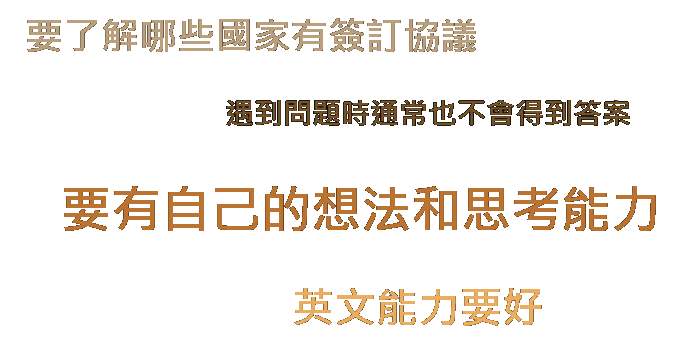 要了解哪些國家有簽訂協議
遇到問題時通常也不會得到答案
要有自己的想法和思考能力
英文能力要好